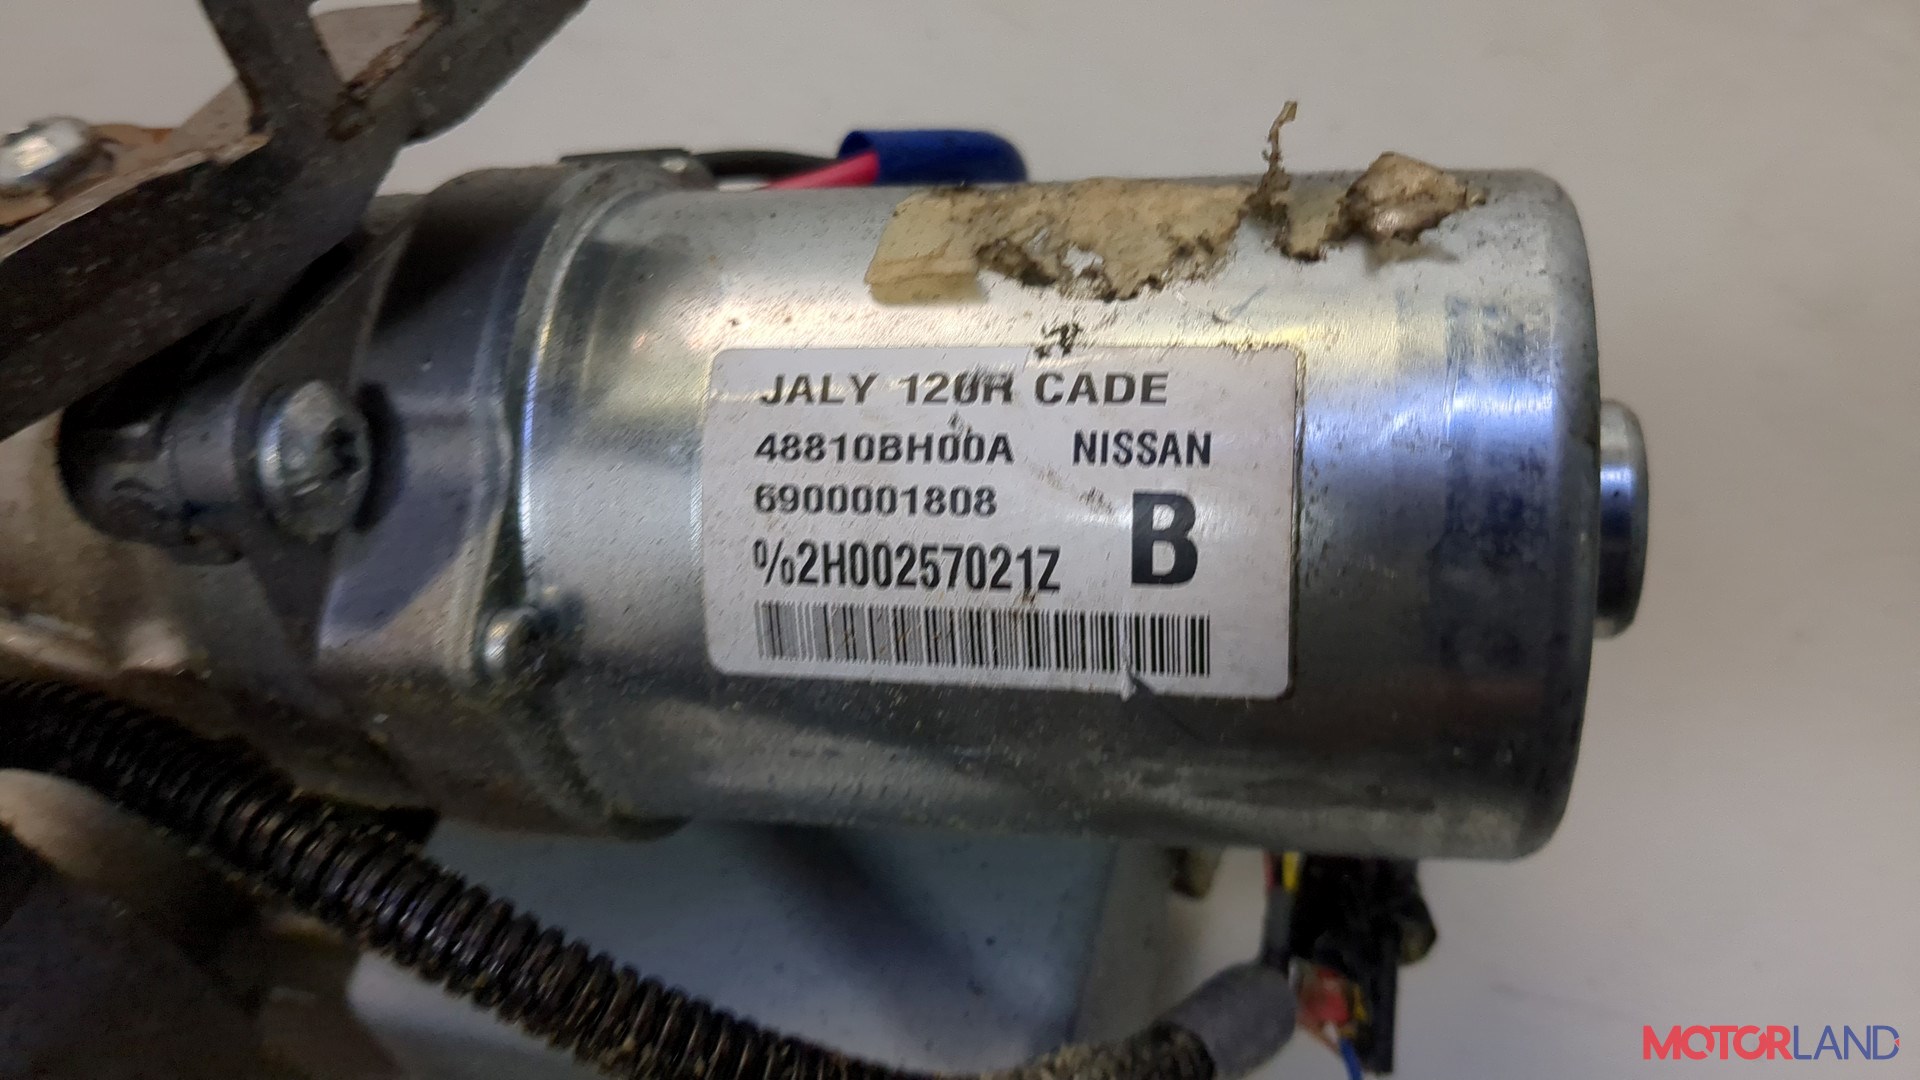 JALY 120R CADE
48810BH00A NISSAN
6900001808
B
%2H00257021Z
MOTORLAND